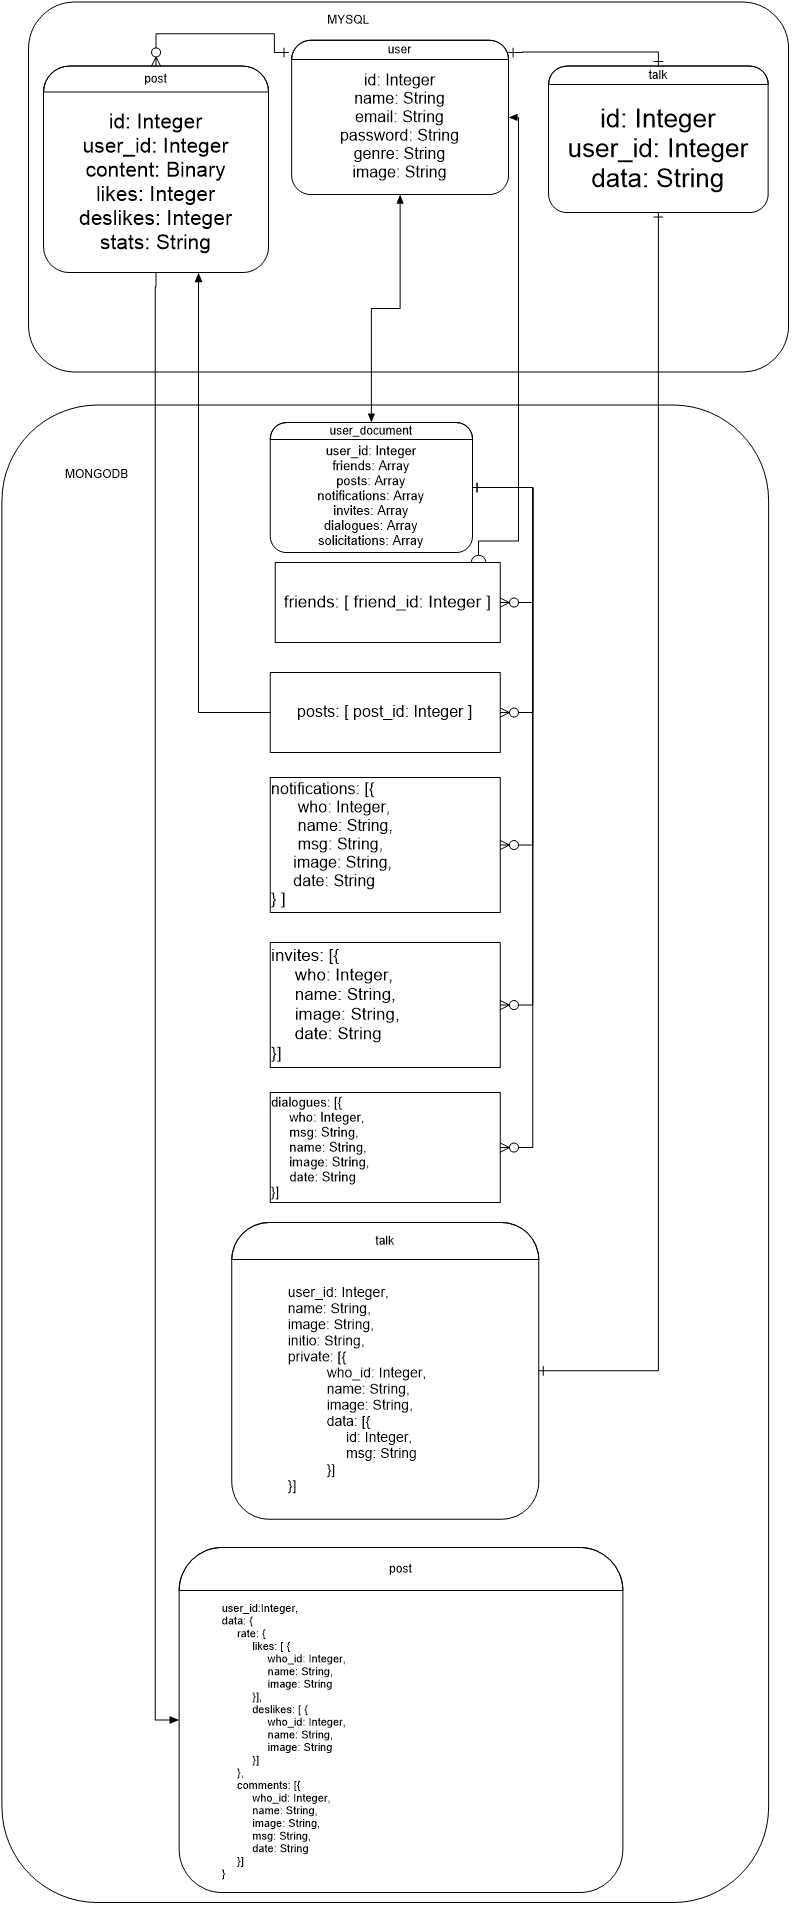 MYSQL
post
id: Integer
user_id: Integer
content: Binary
likes: Integer
deslikes: Integer
stats: String
user
id: Integer
name: String
email: String
password: String
genre: String
image: String
talk
id: Integer
user_id: Integer
data: String
MONGODB
user_document
user_id: Integer
friends: Array
posts: Array
notifications: Array
invites: Array
dialogues: Array
solicitations: Array
friends: [ friend_id: Integer ]
posts: [ post_id: Integer ]
notifications: [{
who: Integer,
name: String,
msg: String,
image: String,
date: String
} ]
invites: [{
who: Integer,
name: String,
image: String,
date: String
}]
dialogues: [{
who: Integer,
msg: String,
name: String,
image: String,
date: String
}]
talk
user_id: Integer,
name: String,
image: String,
initio: String,
private: [{
who_id: Integer,
name: String,
image: String,
data: [{
id: Integer,
msg: String
}]
}]
post
user_id:Integer,
data: {
rate: {
likes: [ {
who_id: Integer,
name: String,
image: String
}],
deslikes: [ {
who_id: Integer,
name: String,
image: String
}]
},
comments: [{
who_id: Integer,
name: String,
image: String,
msg: String,
date: String
}]
}